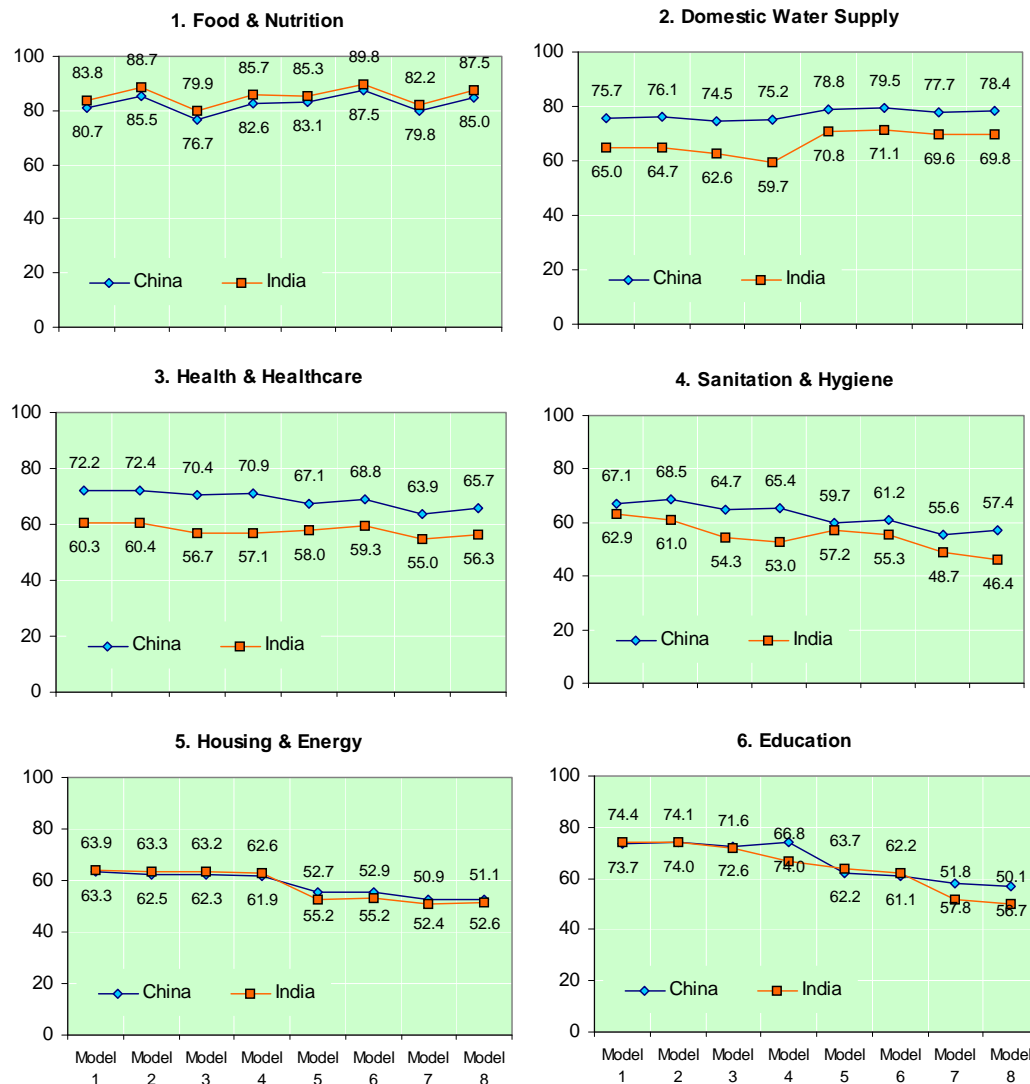 1. Food & Nutrition
100
80
60
40
20
0
83.8 88.7 79.9 85.7 85.3 89.8 82.2 87.5
80.7 85.5 76.7 82.6 83.1 87.5 79.8 85.0
China India
2. Domestic Water Supply
100
80
60
40
20
0
75.7 76.1 74.5 75.2 78.8 79.5 77.7 78.4
65.0 64.7 62.6 59.7 70.8 71.1 69.6 69.8
China India
3. Health & Healthcare
100
80
60
40
20
0
72.2 72.4 70.4 70.9 67.1 68.8 63.9 65.7
60.3 60.4 56.7 57.1 58.0 59.3 55.0 56.3
China India
4. Sanitation & Hygiene
100
80
60
40
20
0
67.1 68.5 64.7 65.4 59.7 61.2 55.6 57.4
62.9 61.0 54.3 53.0 57.2 55.3 48.7 46.4
China India
5. Housing & Energy
100
80
60
40
20
0
63.9 63.3 63.2 62.6 52.7 52.9 50.9 51.1
63.3 62.5 62.3 61.9 55.2 55.2 52.4 52.6
China India
Model Model Model Model Model Model Model Model
1 2 3 4 5 6 7 8
6. Education
100
80
60
40
20
0
74.4 74.1 71.6 66.8 63.7 62.2 51.8 50.1
73.7 74.0 72.6 74.0 62.2 61.1 57.8 56.7
China India
Model Model Model Model Model Model Model Model
1 2 3 4 5 6 7 8